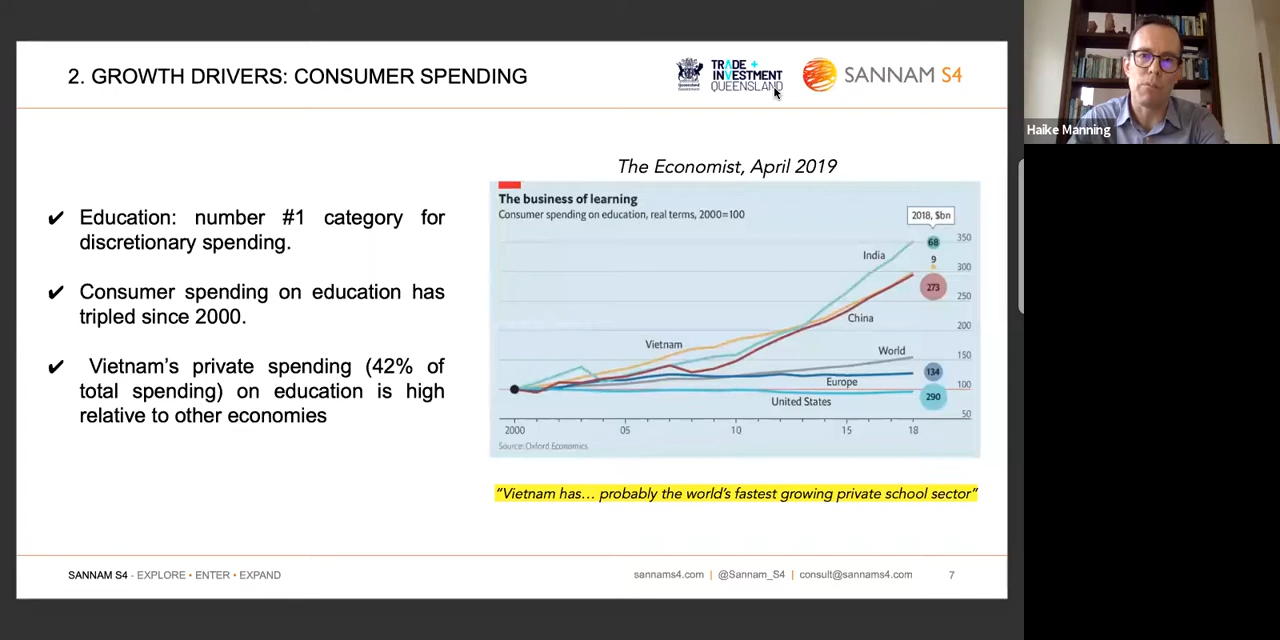 2. GROWTH DRIVERS: CONSUMER SPENDING
TRADE +
INVESTMENT
QUEENSLAND
SANNAM S4
Haike Manning
✔ Education: number #1 category for
discretionary spending.
✔ Consumer spending on education has
tripled since 2000.
✔ Vietnam's private spending (42% of
total spending) on education is high
relative to other economies
The Economist, April 2019
The business of learning
Consumer spending on education, real terms, 2000=100
2018, $bn
350
300
250
200
150
100
50
68
9
273
134
290
India
China
Vietnam
World
Europe
United States
2000
05
10
15
18
Source: Oxford Economics
"Vietnam has... probably the world's fastest growing private school sector"
SANNAM S4 - EXPLORE • ENTER • EXPAND
sannams4.com | @Sannam_S4 | consult@sannams4.com
7